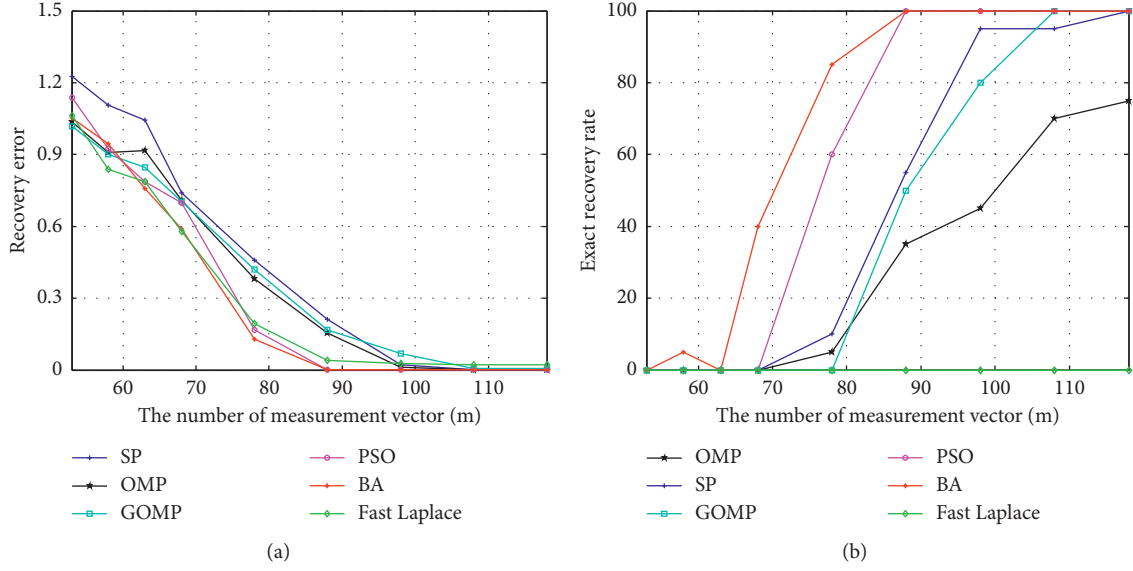 1.5
1.2
0.9
0.6
0.3
0
Recovery error
60 70 80 90 100 110
The number of measurement vector (m)
SP
OMP
GOMP
PSO
BA
Fast Laplace
(a)
100
80
60
40
20
0
Exact recovery rate
60 70 80 90 100 110
The number of measurement vector (m)
OMP
SP
GOMP
PSO
BA
Fast Laplace
(b)